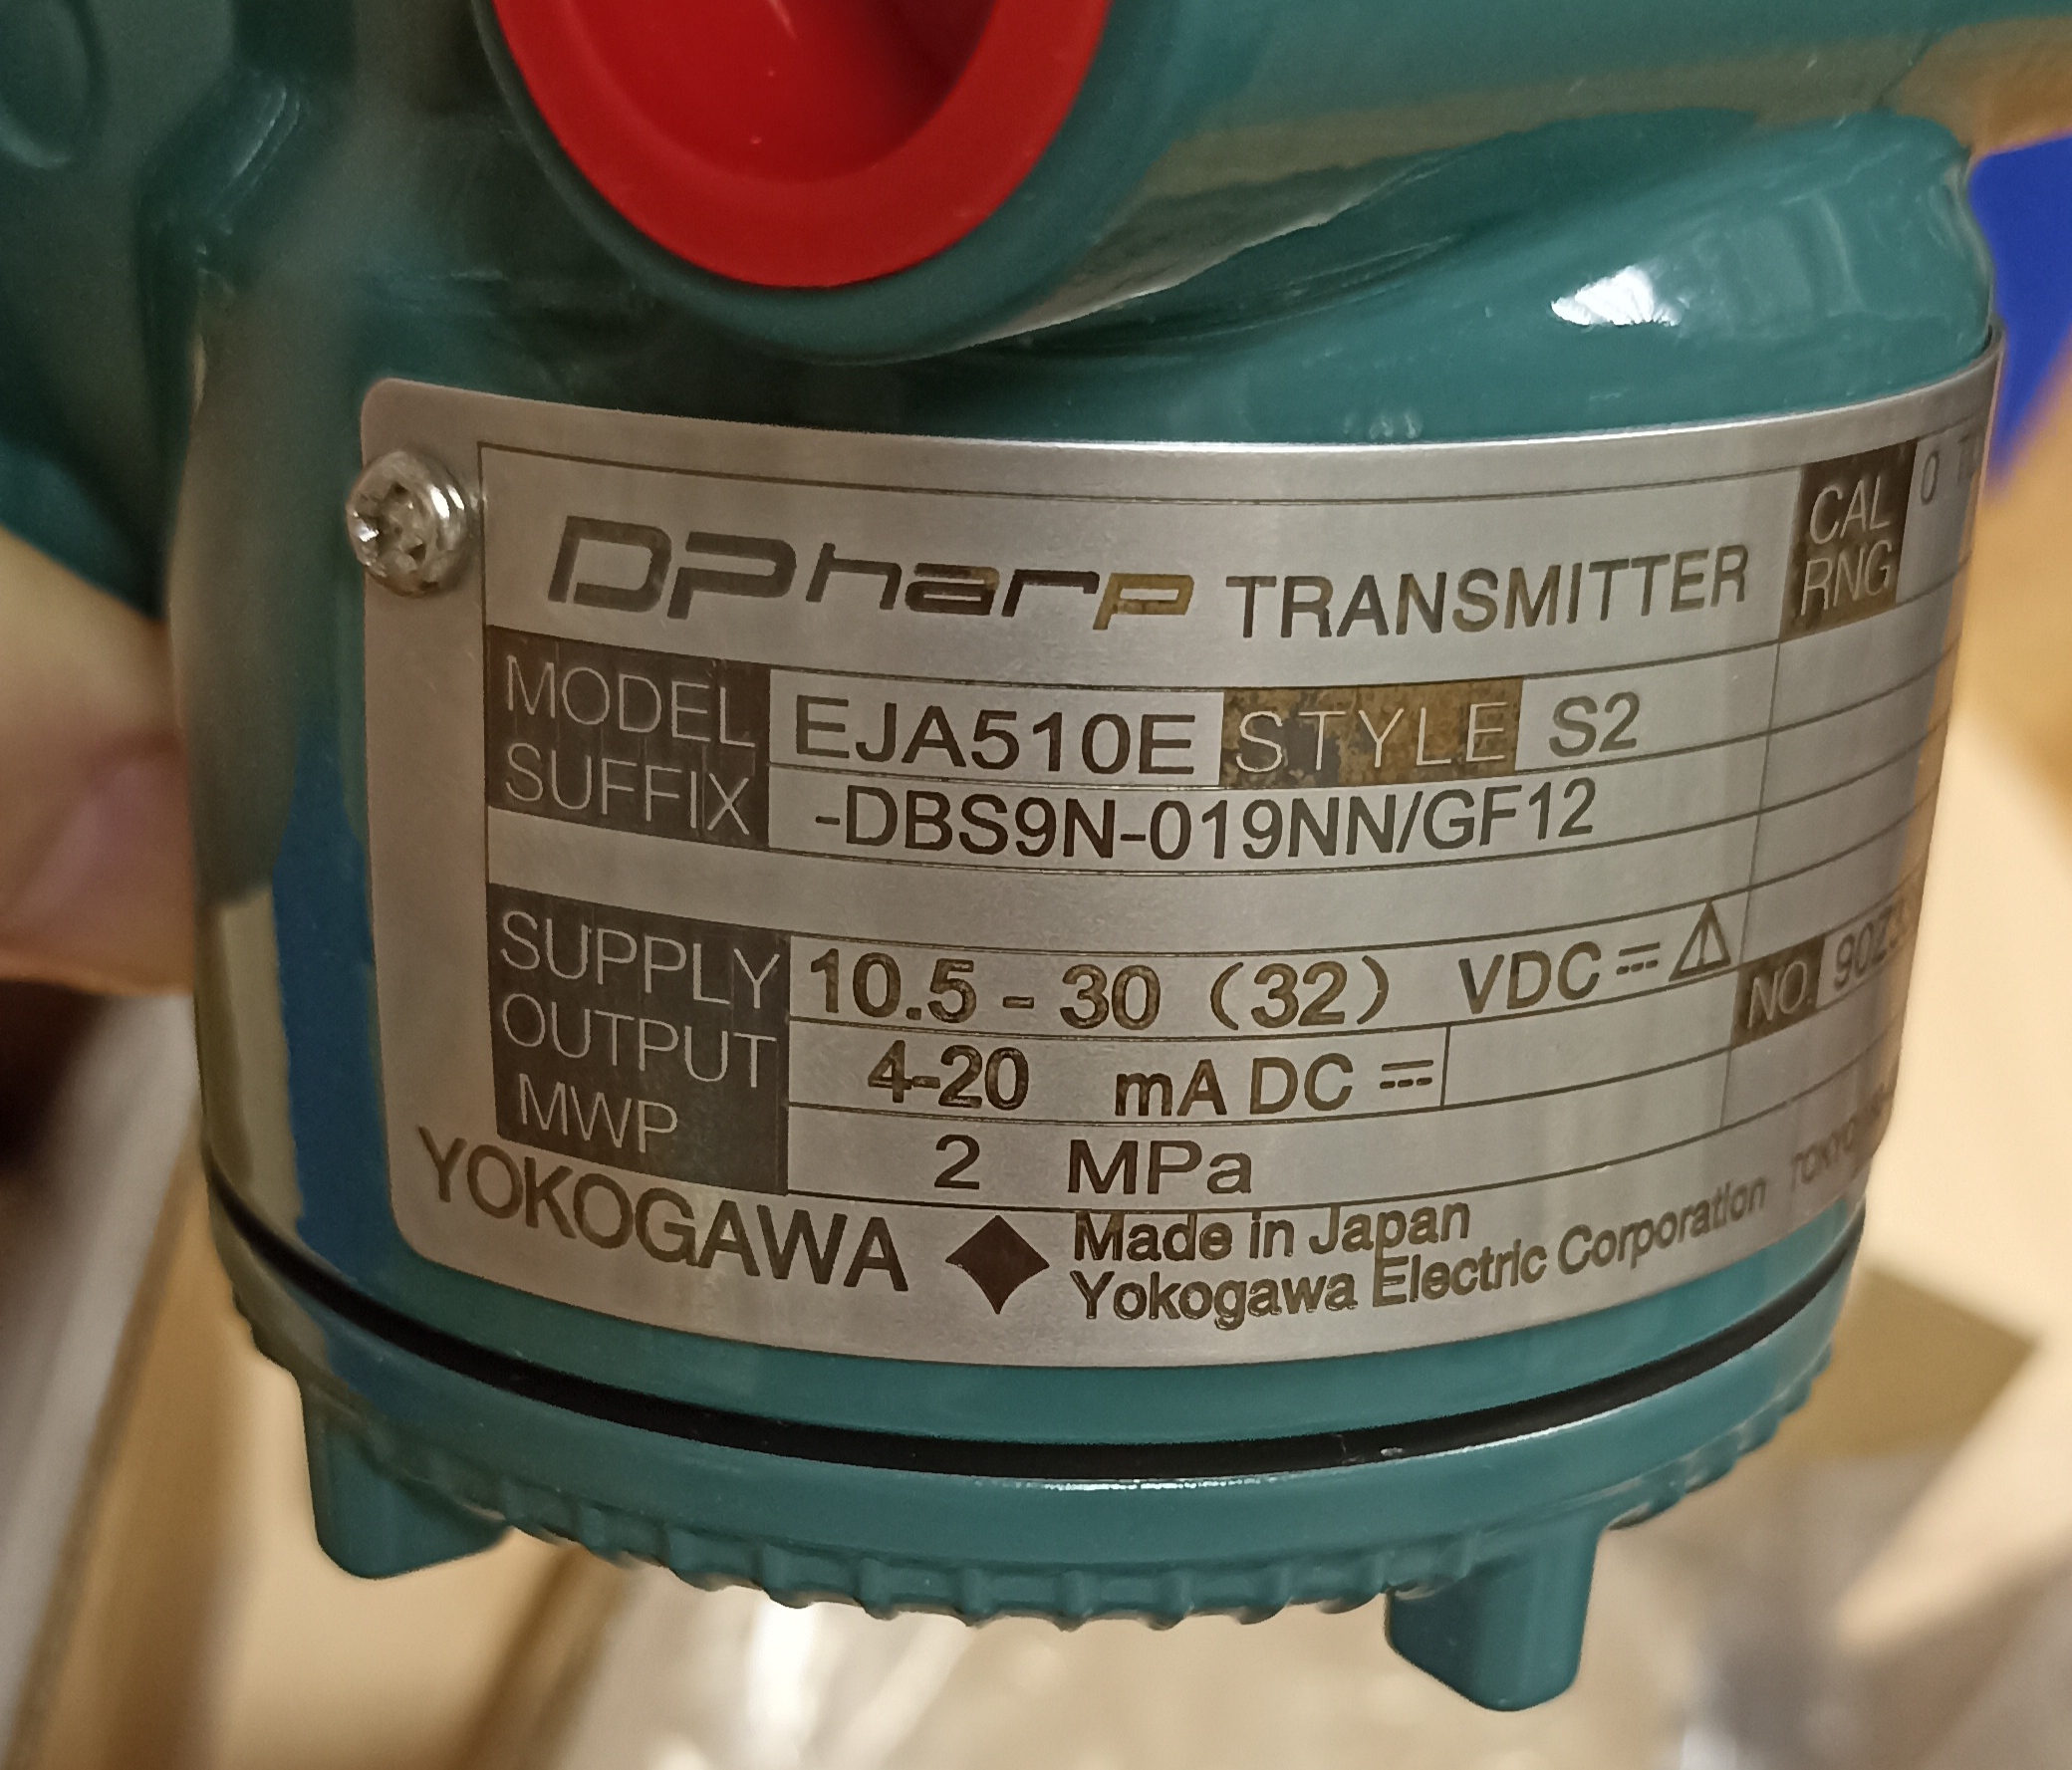 DPharp TRANSMITTER
CAL
RNG
0
MODEL EJA510E STYLE S2
SUFFIX -DBS9N-019NN/GF12
SUPPLY 10.5 - 30 (32) VDC ⎓ ⚠
NO.
OUTPUT 4-20 mA DC ⎓
MWP 2 MPa
YOKOGAWA ◆ Made in Japan
Yokogawa Electric Corporation